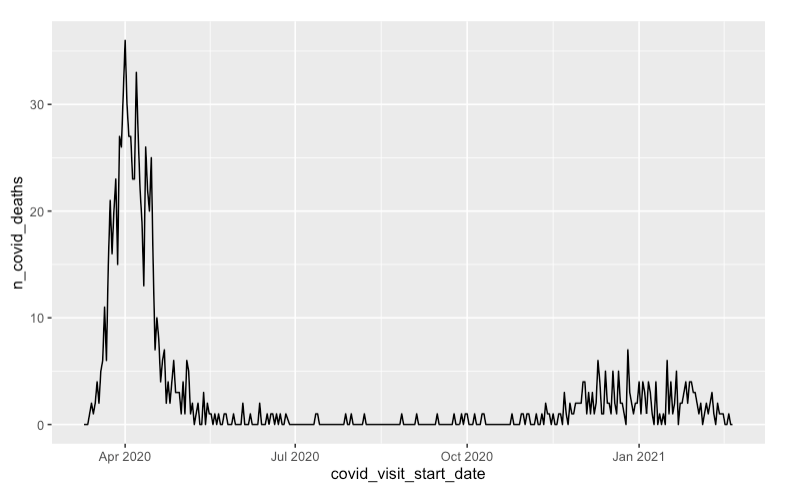 30
20
10
0
n_covid_deaths
Apr 2020
Jul 2020
Oct 2020
Jan 2021
covid_visit_start_date